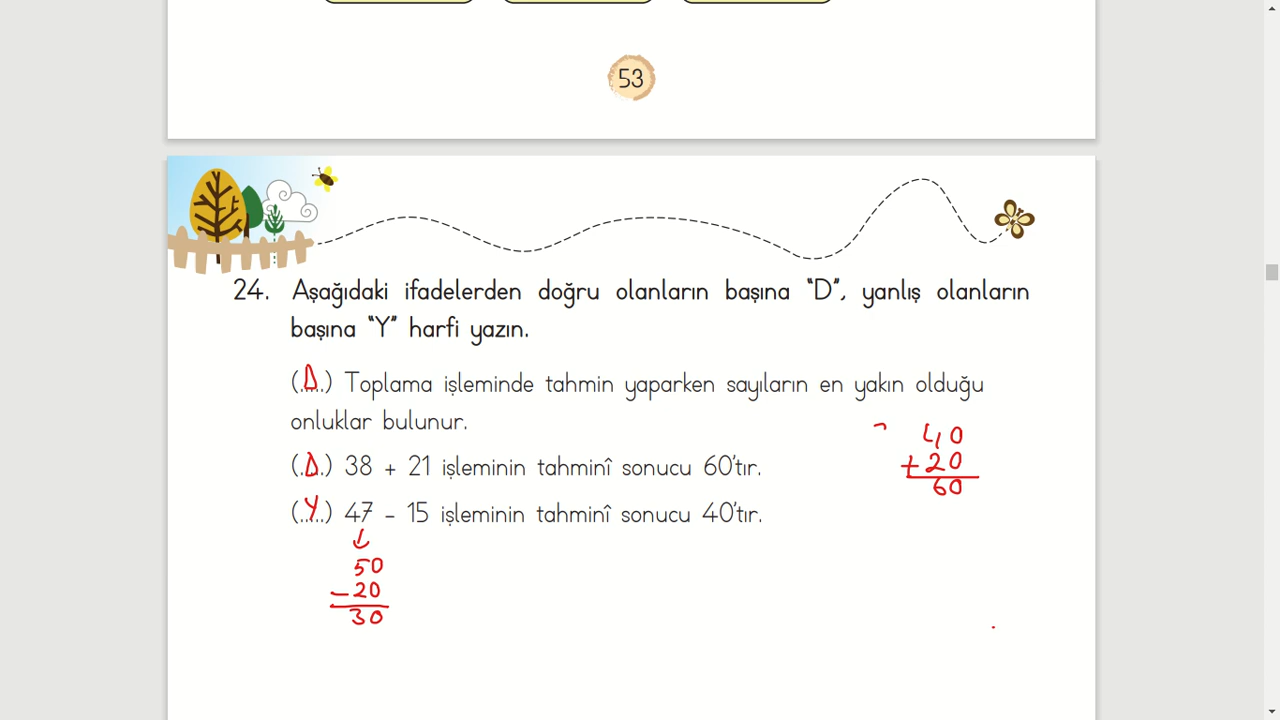 53
24. Aşağıdaki ifadelerden doğru olanların başına "D", yanlış olanların
başına "Y" harfi yazın.
(..D..) Toplama işleminde tahmin yaparken sayıların en yakın olduğu
onluklar bulunur.
(..D..) 38 + 21 işleminin tahminî sonucu 60'tır.
(..Y..) 47 - 15 işleminin tahminî sonucu 40'tır.
40
+20
60
50
-20
30